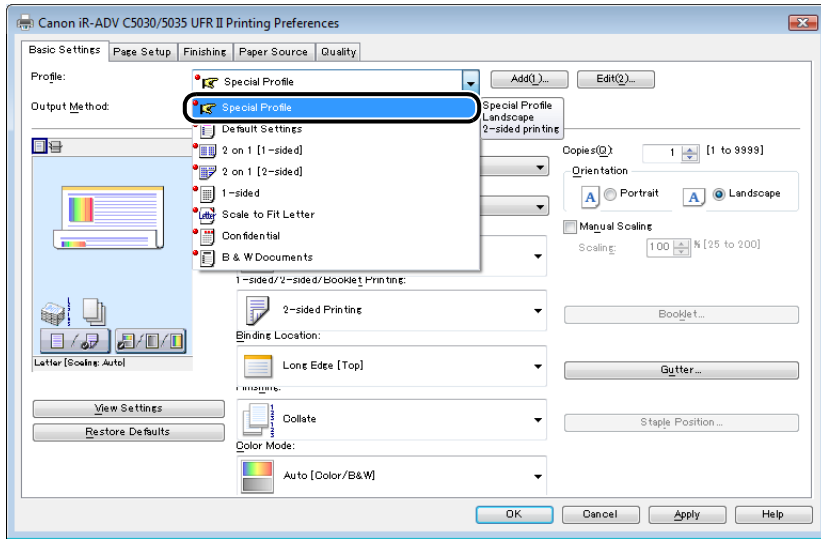 Canon iR-ADV C5030/5035 UFR II Printing Preferences
Basic Settings Page Setup Finishing Paper Source Quality
Profile: Special Profile Add(1)... Edit(2)...
Output Method: Special Profile
Special Profile
Landscape
2-sided printing
Default Settings
2 on 1 [1-sided]
2 on 1 [2-sided]
1-sided
Scale to Fit Letter
Confidential
B & W Documents
Copies(Q): 1 [1 to 9999]
Orientation
A Portrait A Landscape
Manual Scaling
Scaling: 100 % [25 to 200]
1-sided/2-sided/Booklet Printing:
2-sided Printing
Booklet...
Binding Location:
Long Edge [Top]
Gutter...
Letter [Scaling: Auto]
Finishing:
Collate
Staple Position...
View Settings
Restore Defaults
Color Mode:
Auto [Color/B&W]
OK Cancel Apply Help